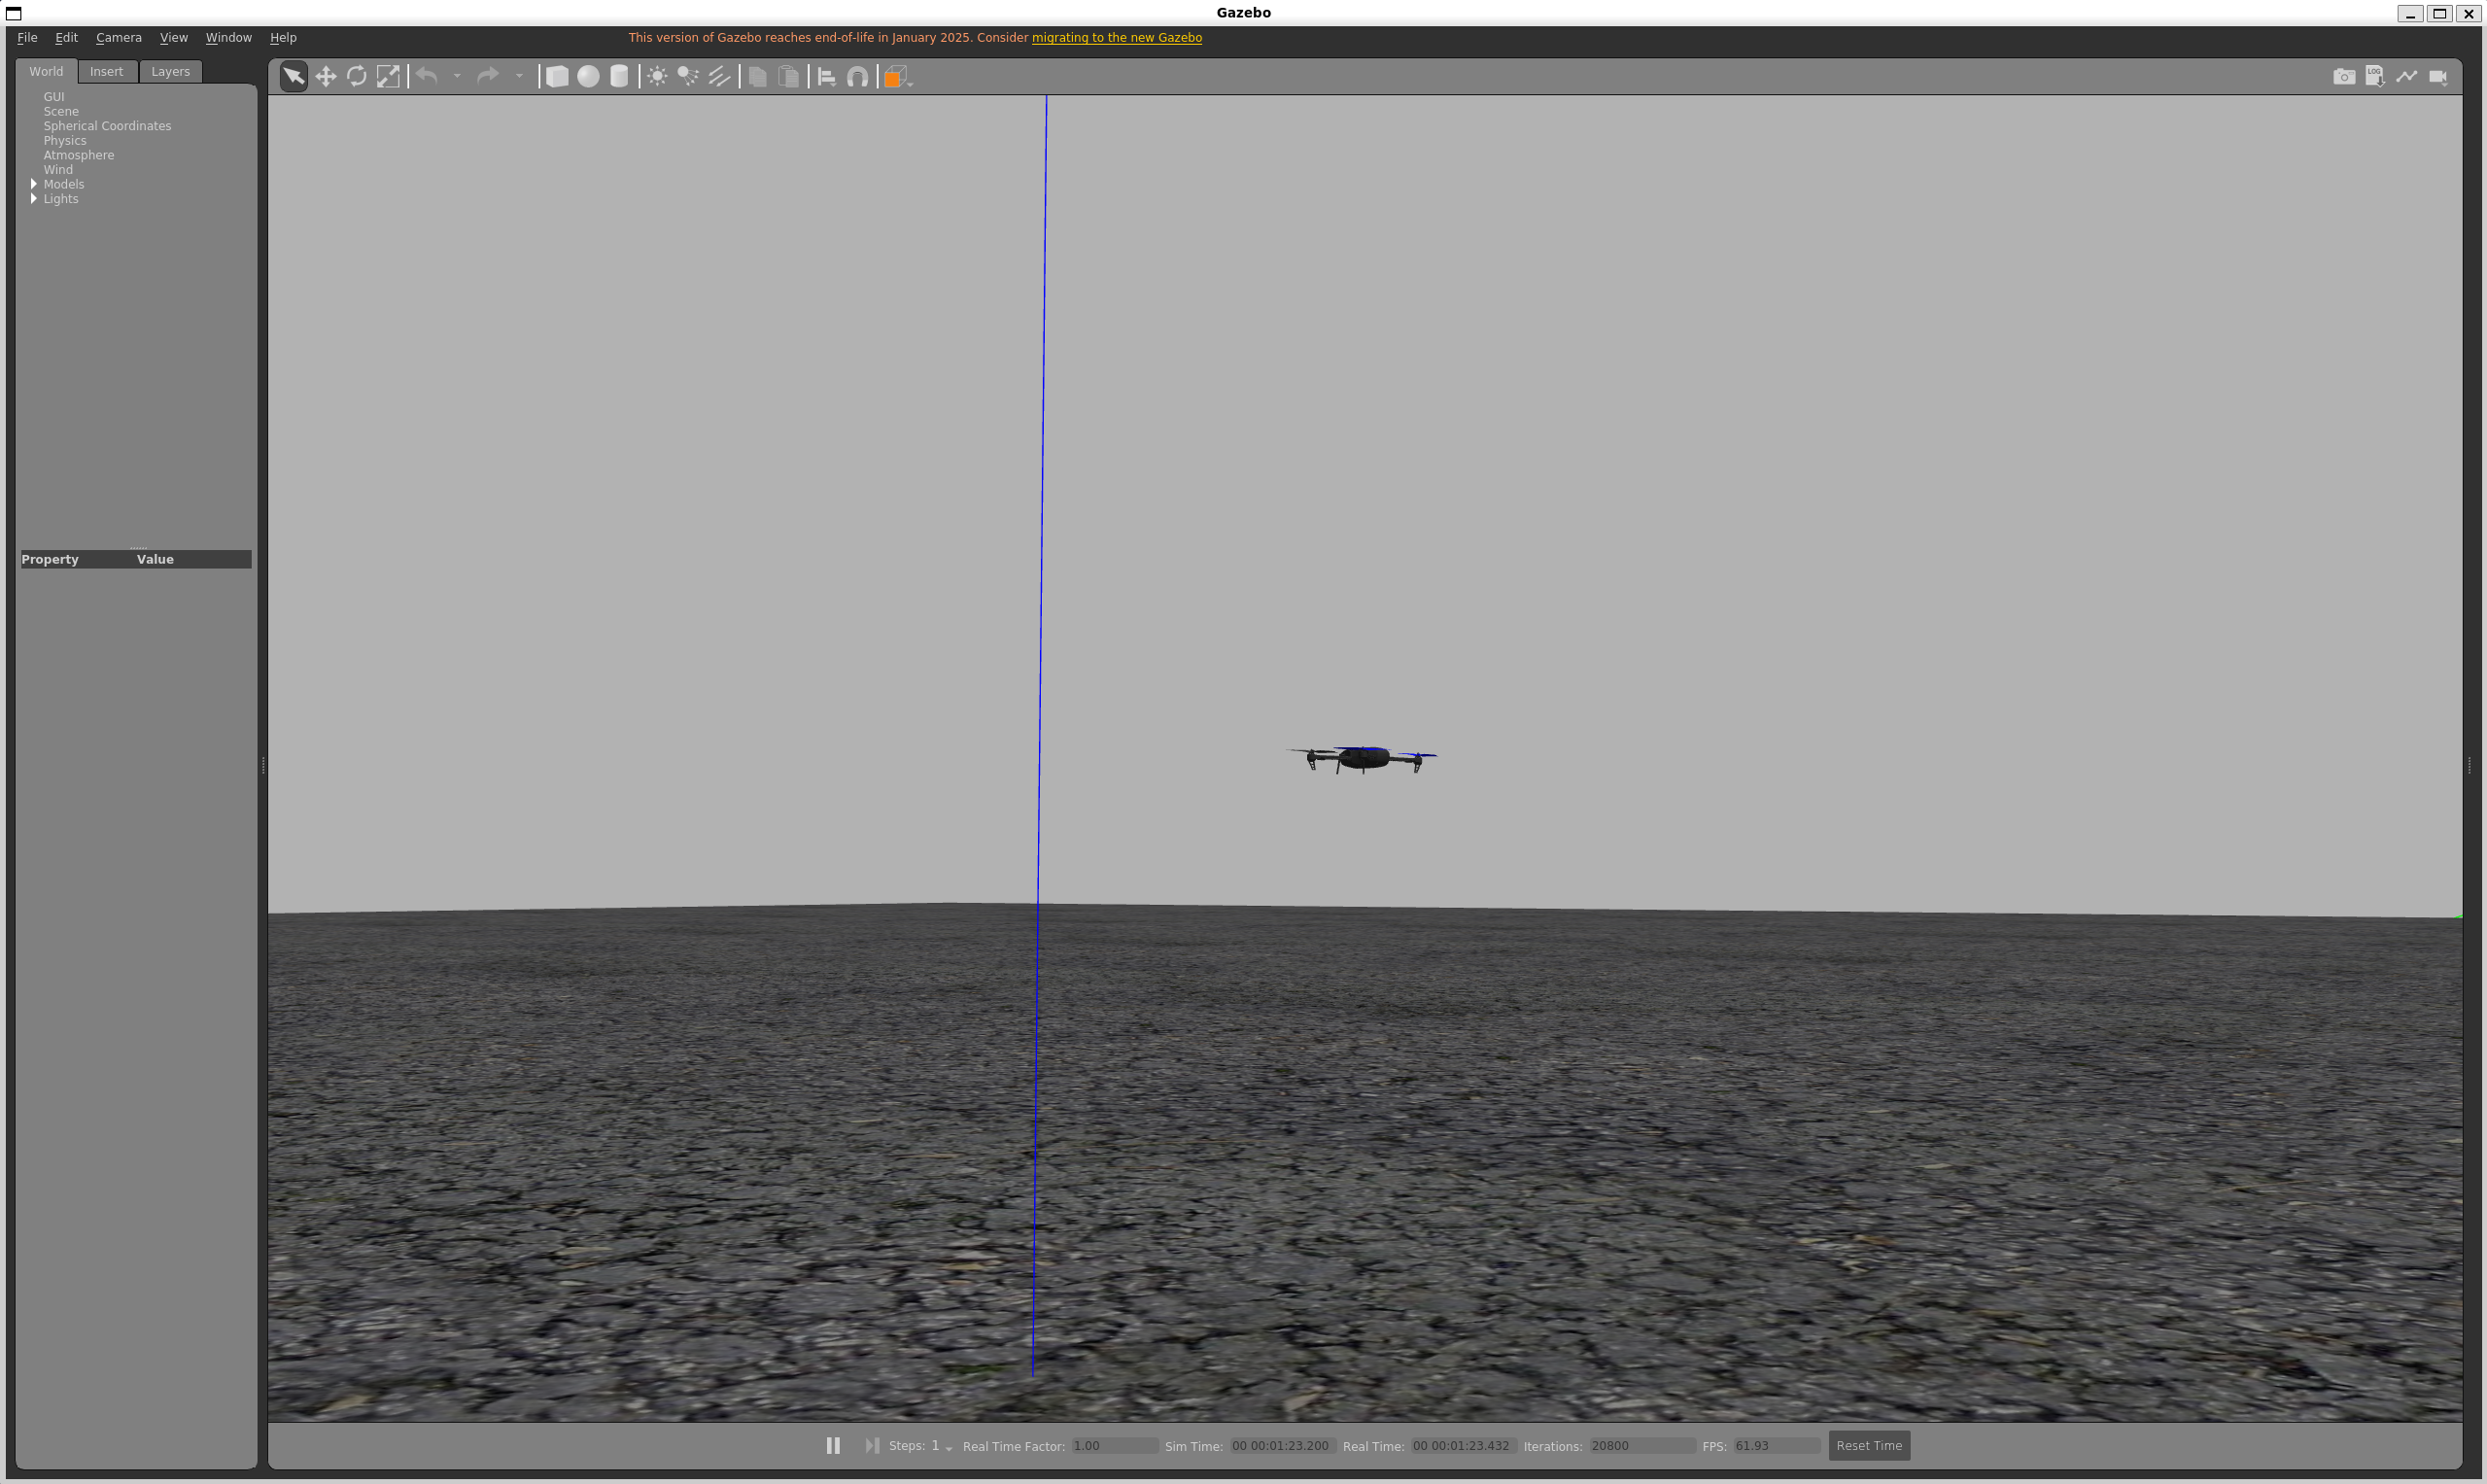 Gazebo
File Edit Camera View Window Help
This version of Gazebo reaches end-of-life in January 2025. Consider migrating to the new Gazebo
World Insert Layers
LOG
GUI
Scene
Spherical Coordinates
Physics
Atmosphere
Wind
Models
Lights
Property Value
Steps: 1 Real Time Factor: 1.00 Sim Time: 00 00:01:23.200 Real Time: 00 00:01:23.432 Iterations: 20800 FPS: 61.93 Reset Time